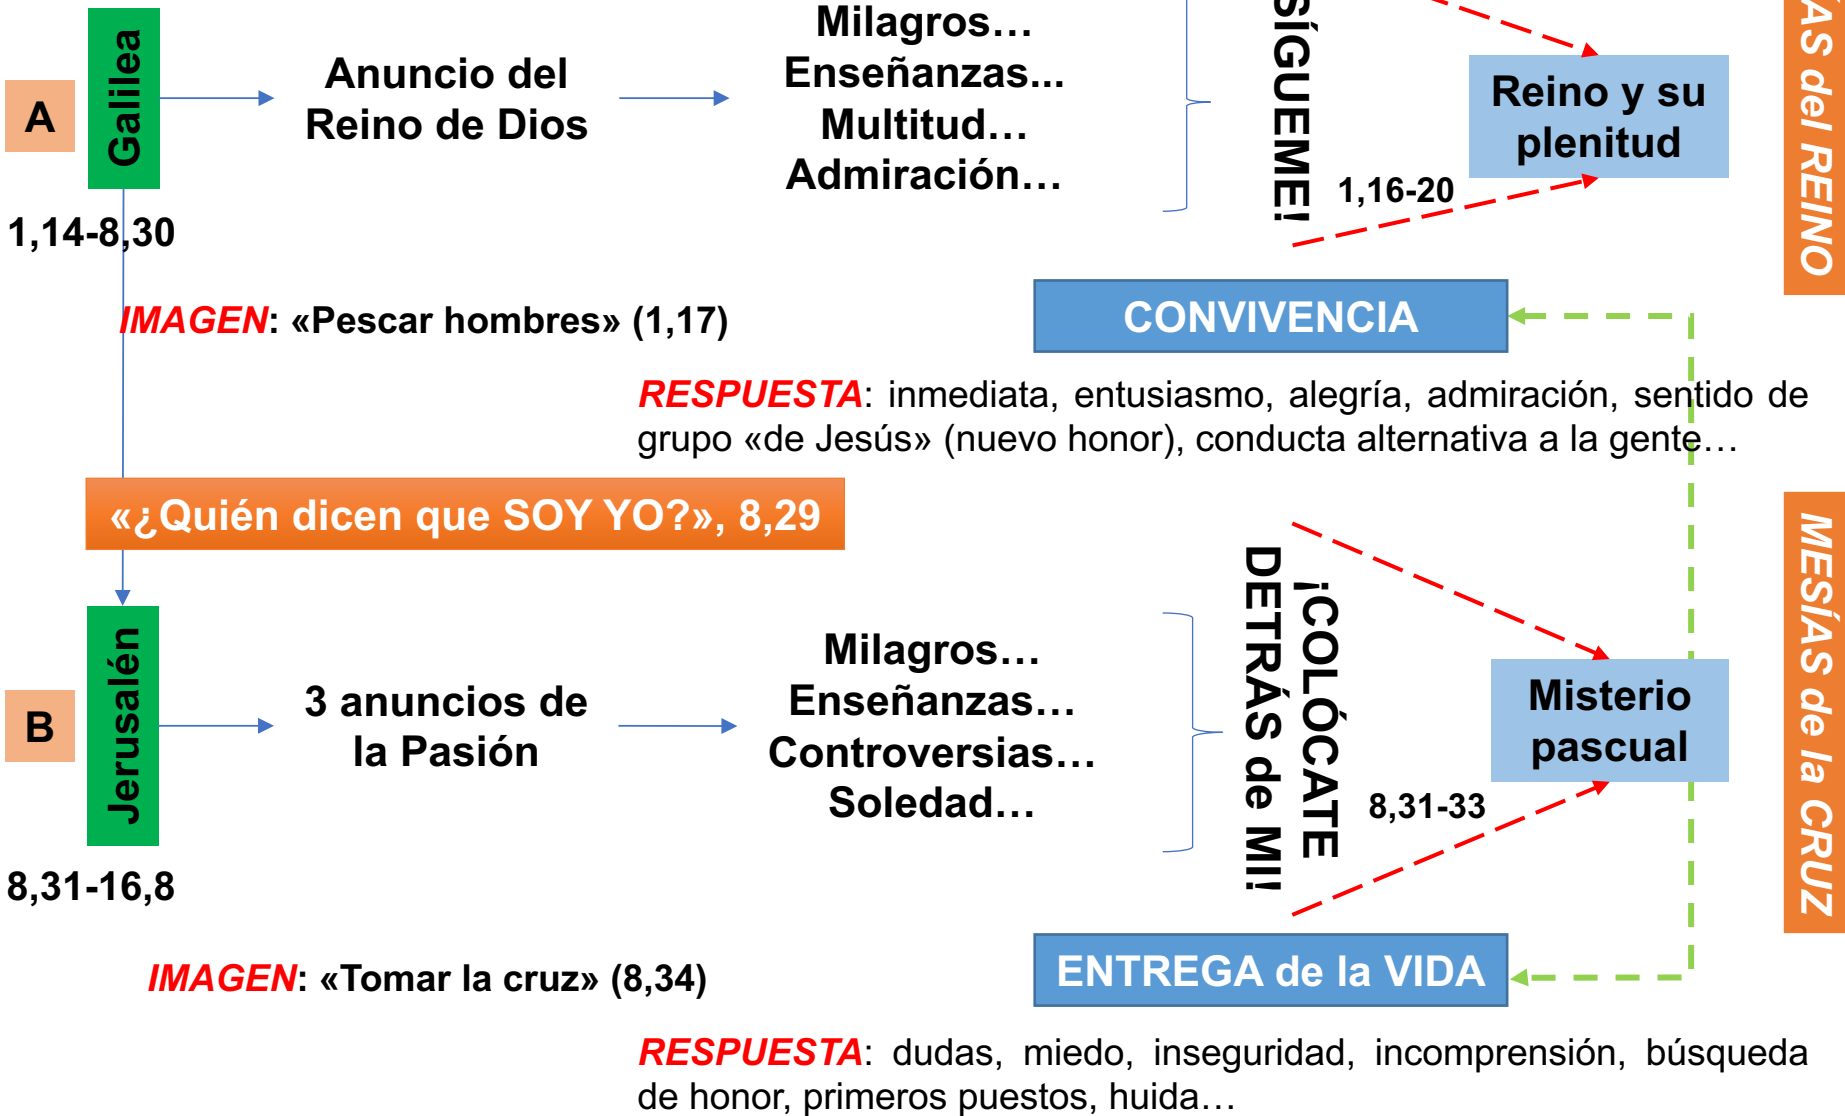 A
Galilea
1,14-8,30
Anuncio del
Reino de Dios
Milagros…
Enseñanzas...
Multitud…
Admiración…
SÍGUEME!
1,16-20
Reino y su
plenitud
AS del REINO
IMAGEN: «Pescar hombres» (1,17)
CONVIVENCIA
RESPUESTA: inmediata, entusiasmo, alegría, admiración, sentido de
grupo «de Jesús» (nuevo honor), conducta alternativa a la gente…
«¿Quién dicen que SOY YO?», 8,29
B
Jerusalén
8,31-16,8
3 anuncios de
la Pasión
Milagros…
Enseñanzas…
Controversias…
Soledad…
¡COLÓCATE
DETRÁS de MI!
8,31-33
Misterio
pascual
MESÍAS de la CRUZ
IMAGEN: «Tomar la cruz» (8,34)
ENTREGA de la VIDA
RESPUESTA: dudas, miedo, inseguridad, incomprensión, búsqueda
de honor, primeros puestos, huida…